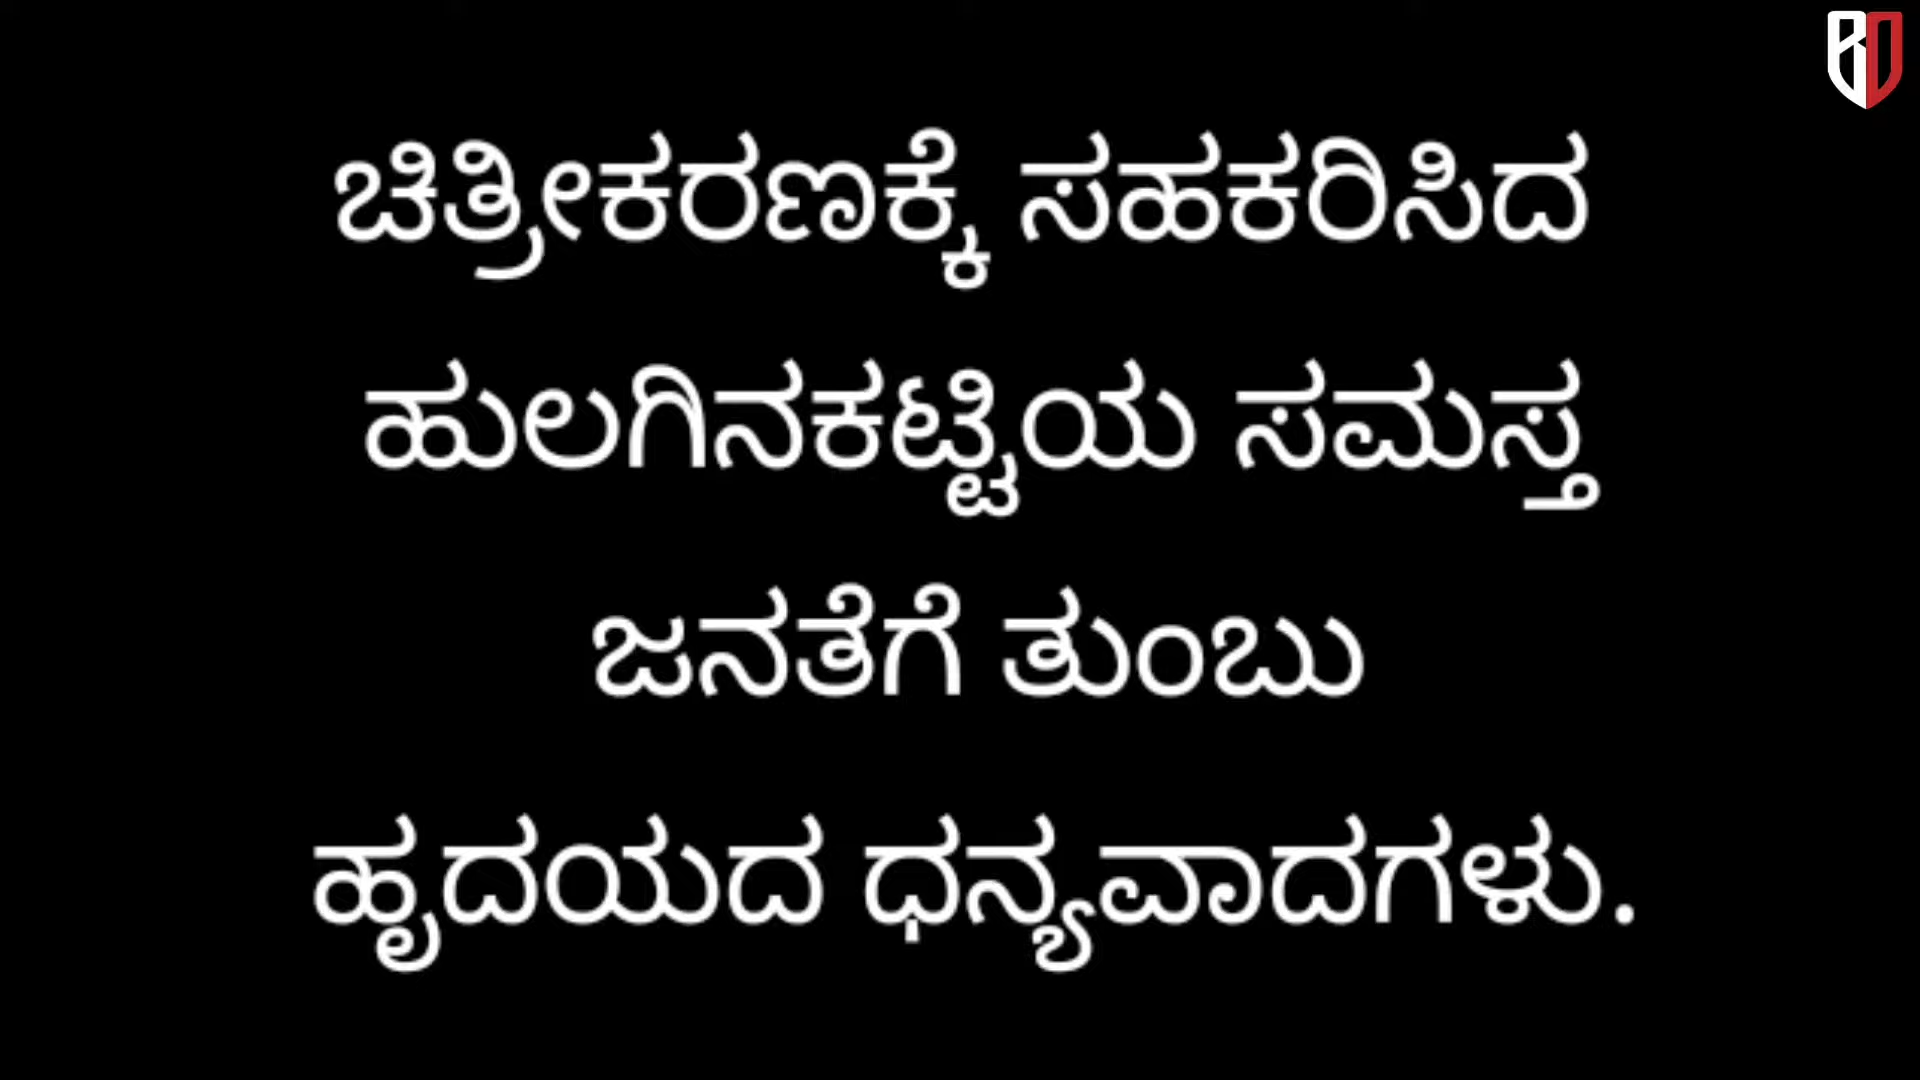 ಚಿತ್ರೀಕರಣಕ್ಕೆ ಸಹಕರಿಸಿದ
ಹುಲಗಿನಕಟ್ಟಿಯ ಸಮಸ್ತ
ಜನತೆಗೆ ತುಂಬು
ಹೃದಯದ ಧನ್ಯವಾದಗಳು.